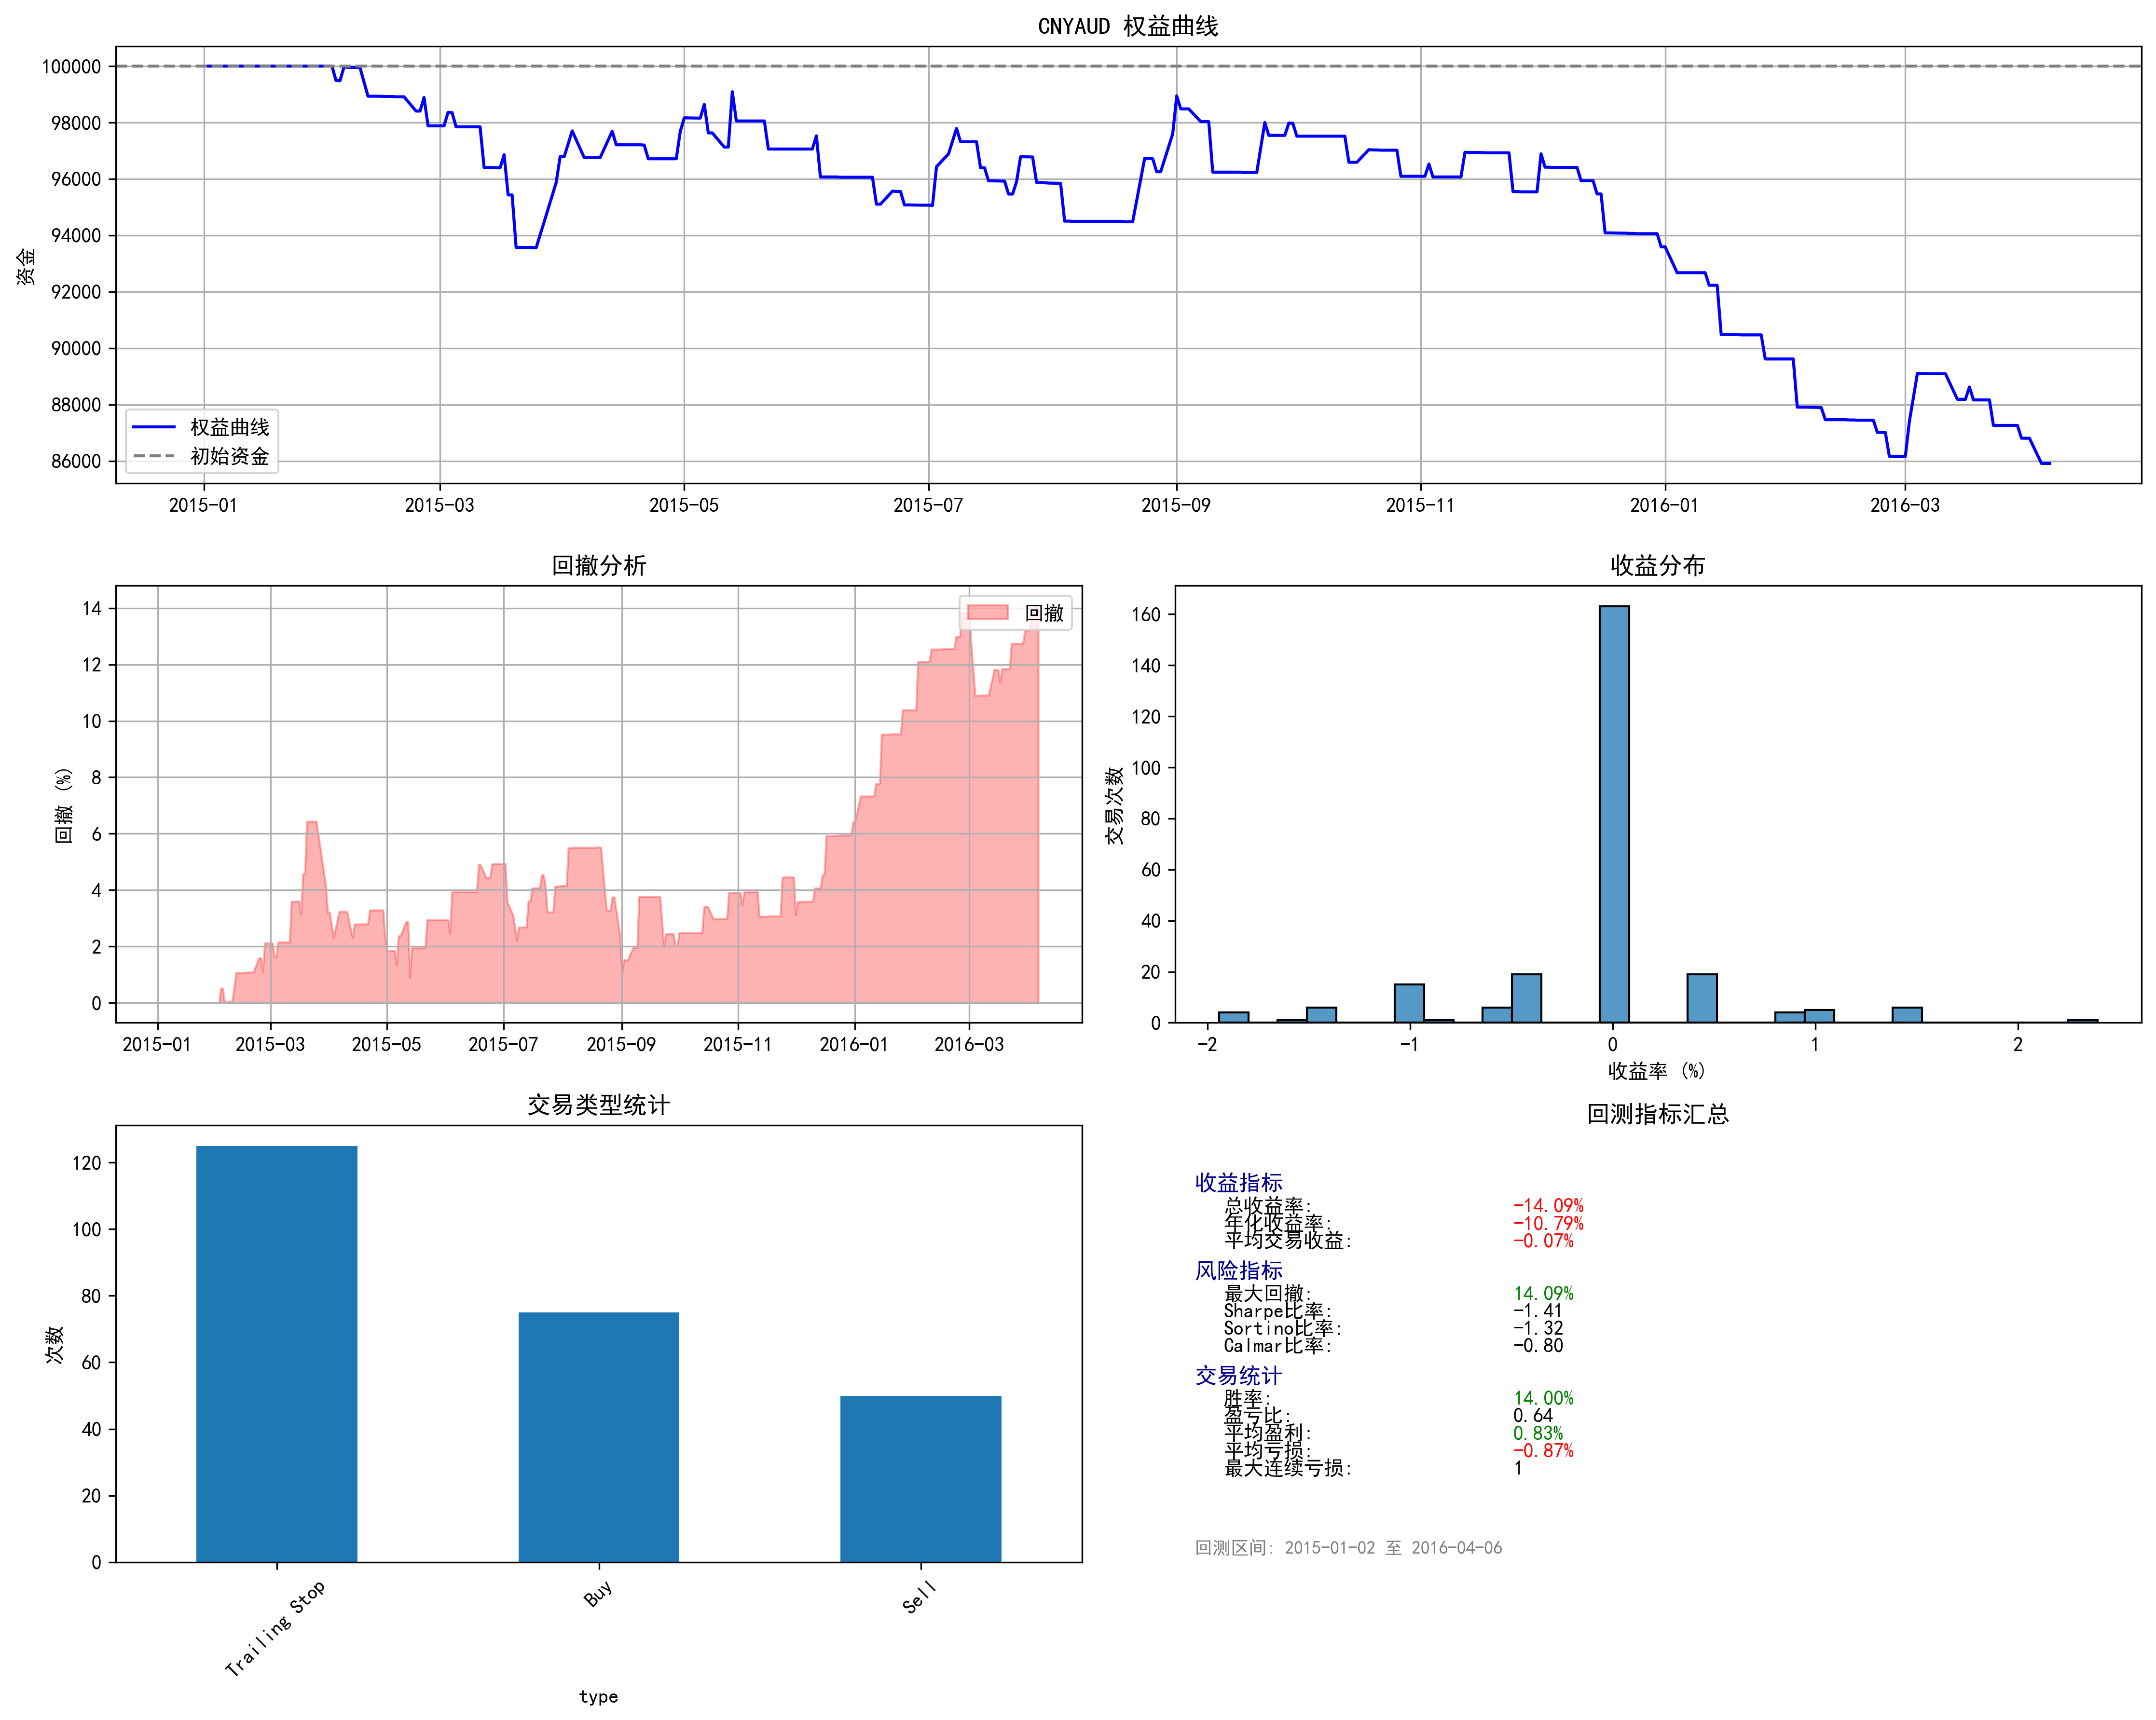 CNYAUD 权益曲线
资金
100000
98000
96000
94000
92000
90000
88000
86000
权益曲线
初始资金
2015-01
2015-03
2015-05
2015-07
2015-09
2015-11
2016-01
2016-03
回撤分析
回撤 (%)
14
12
10
8
6
4
2
0
回撤
2015-01
2015-03
2015-05
2015-07
2015-09
2015-11
2016-01
2016-03
收益分布
交易次数
160
140
120
100
80
60
40
20
0
-2
-1
0
1
2
收益率 (%)
交易类型统计
次数
120
100
80
60
40
20
0
Trailing Stop
Buy
Sell
type
回测指标汇总
收益指标
总收益率: -14.09%
年化收益率: -10.79%
平均交易收益: -0.07%
风险指标
最大回撤: 14.09%
Sharpe比率: -1.41
Sortino比率: -1.32
Calmar比率: -0.80
交易统计
胜率: 14.00%
盈亏比: 0.64
平均盈利: 0.83%
平均亏损: -0.87%
最大连续亏损: 1
回测区间: 2015-01-02 至 2016-04-06